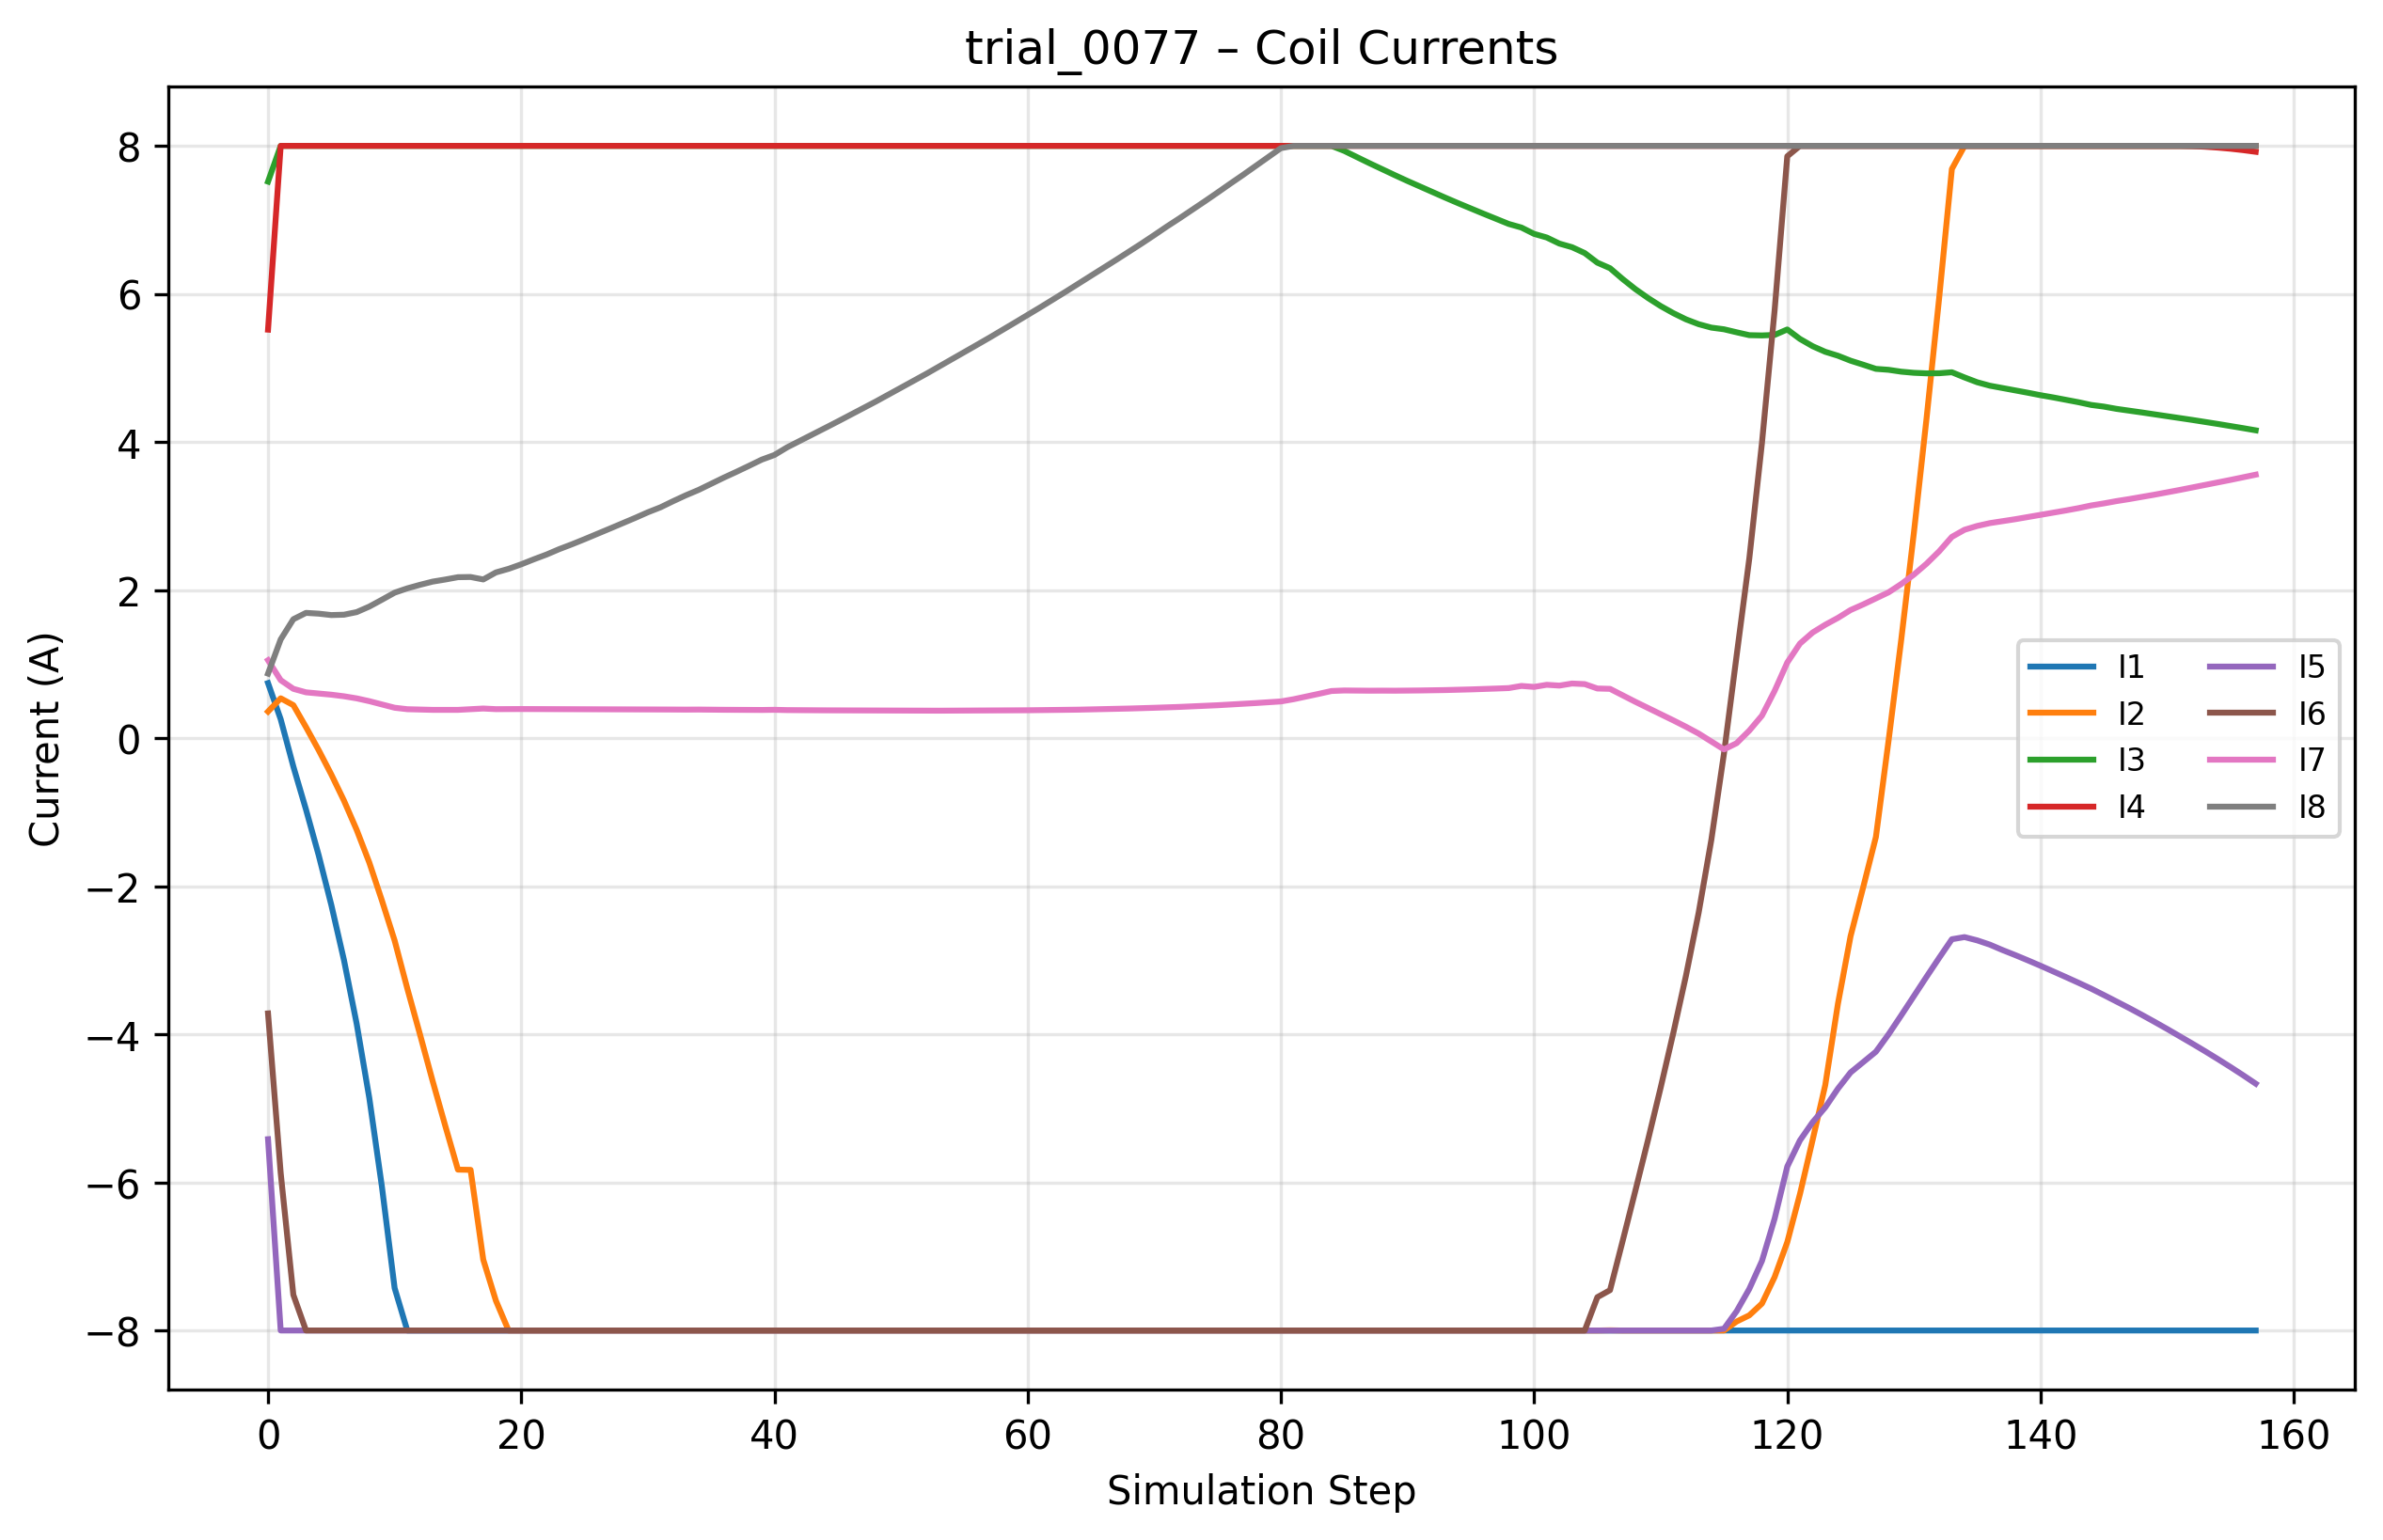 trial_0077 – Coil Currents
Current (A)
8
6
4
2
0
−2
−4
−6
−8
I1 I5
I2 I6
I3 I7
I4 I8
0 20 40 60 80 100 120 140 160
Simulation Step